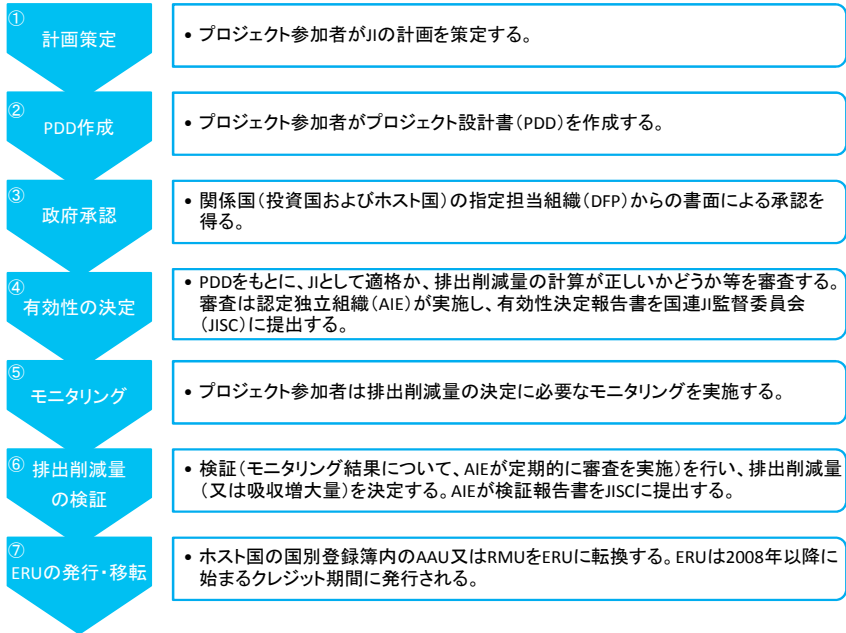 ①
計画策定
• プロジェクト参加者がJIの計画を策定する。
②
PDD作成
• プロジェクト参加者がプロジェクト設計書(PDD)を作成する。
③
政府承認
• 関係国(投資国およびホスト国)の指定担当組織(DFP)からの書面による承認を
得る。
④
有効性の決定
• PDDをもとに、JIとして適格か、排出削減量の計算が正しいかどうか等を審査する。
審査は認定独立組織(AIE)が実施し、有効性決定報告書を国連JI監督委員会
(JISC)に提出する。
⑤
モニタリング
• プロジェクト参加者は排出削減量の決定に必要なモニタリングを実施する。
⑥
排出削減量
の検証
• 検証(モニタリング結果について、AIEが定期的に審査を実施)を行い、排出削減量
(又は吸収増大量)を決定する。AIEが検証報告書をJISCに提出する。
⑦
ERUの発行・移転
• ホスト国の国別登録簿内のAAU又はRMUをERUに転換する。ERUは2008年以降に
始まるクレジット期間に発行される。